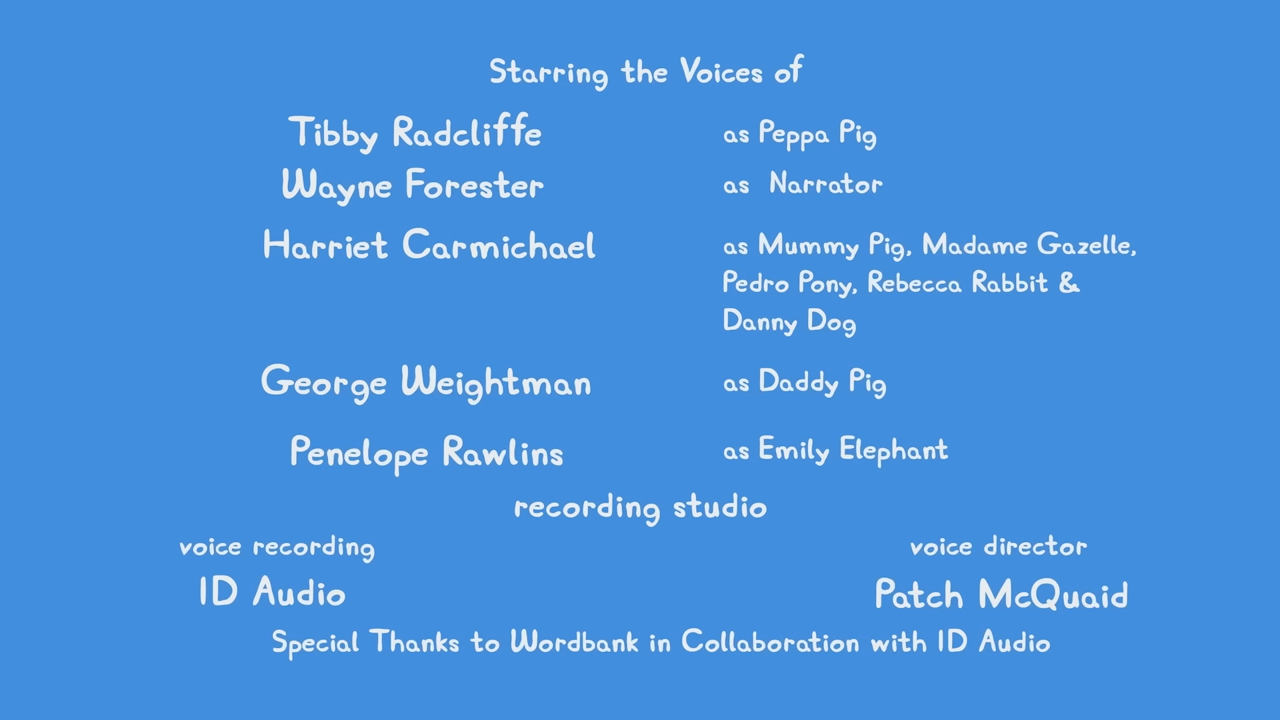 Starring the Voices of
Tibby Radcliffe as Peppa Pig
Wayne Forester as Narrator
Harriet Carmichael as Mummy Pig, Madame Gazelle,
Pedro Pony, Rebecca Rabbit &
Danny Dog
George Weightman as Daddy Pig
Penelope Rawlins as Emily Elephant
recording studio
voice recording voice director
ID Audio Patch McQuaid
Special Thanks to Wordbank in Collaboration with ID Audio